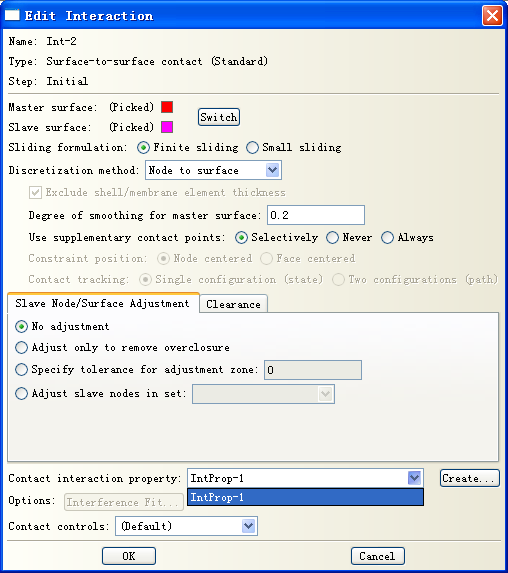 Edit Interaction
Name: Int-2
Type: Surface-to-surface contact (Standard)
Step: Initial
Master surface: (Picked)
Switch
Slave surface: (Picked)
Sliding formulation: Finite sliding Small sliding
Discretization method: Node to surface
Exclude shell/membrane element thickness
Degree of smoothing for master surface: 0.2
Use supplementary contact points: Selectively Never Always
Constraint position: Node centered Face centered
Contact tracking: Single configuration (state) Two configurations (path)
Slave Node/Surface Adjustment Clearance
No adjustment
Adjust only to remove overclosure
Specify tolerance for adjustment zone: 0
Adjust slave nodes in set:
Contact interaction property: IntProp-1 Create...
IntProp-1
Options: Interference Fit...
Contact controls: (Default)
OK Cancel